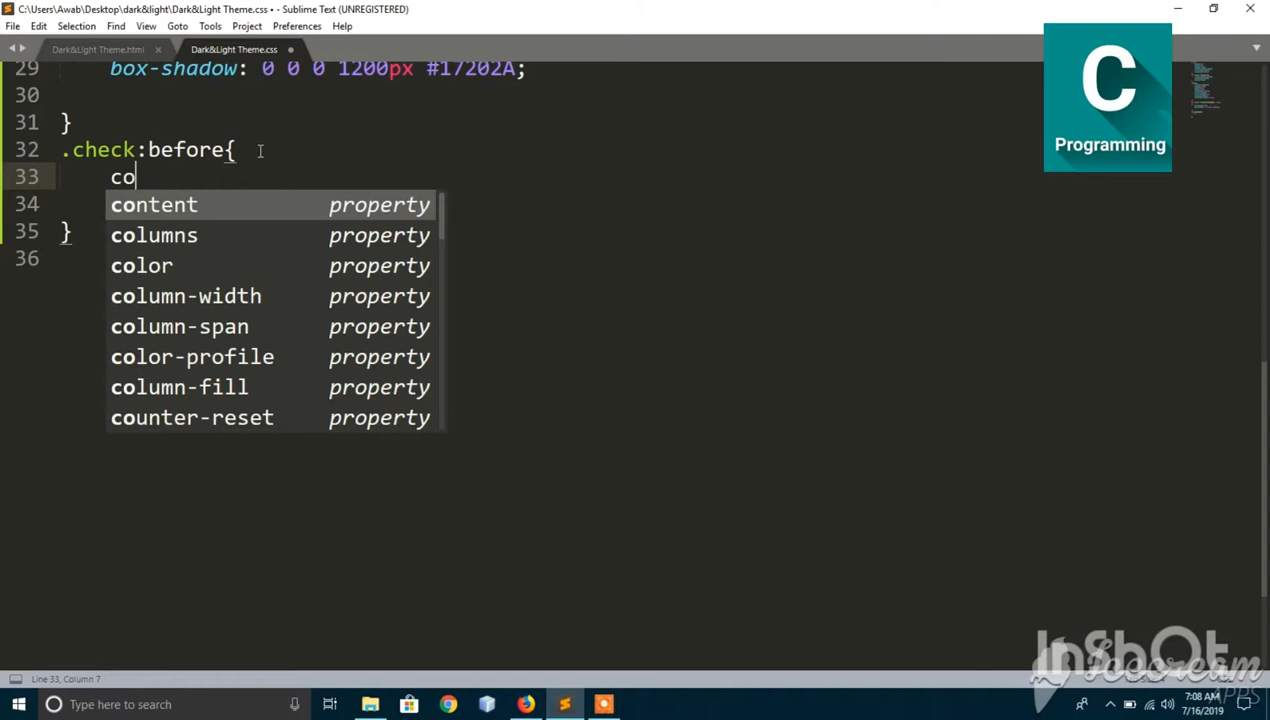 C:\Users\Awab\Desktop\dark&light\Dark&Light Theme.css • - Sublime Text (UNREGISTERED)
File Edit Selection Find View Goto Tools Project Preferences Help
Dark&Light Theme.html Dark&Light Theme.css
29 box-shadow: 0 0 0 1200px #17202A;
30
31 }
32 .check:before{
33 co
34
35 }
36
content property
columns property
color property
column-width property
column-span property
color-profile property
column-fill property
counter-reset property
C
Programming
InShOt
Icecream
APPS
Line 33, Column 7
Type here to search
7:08 AM
7/16/2019